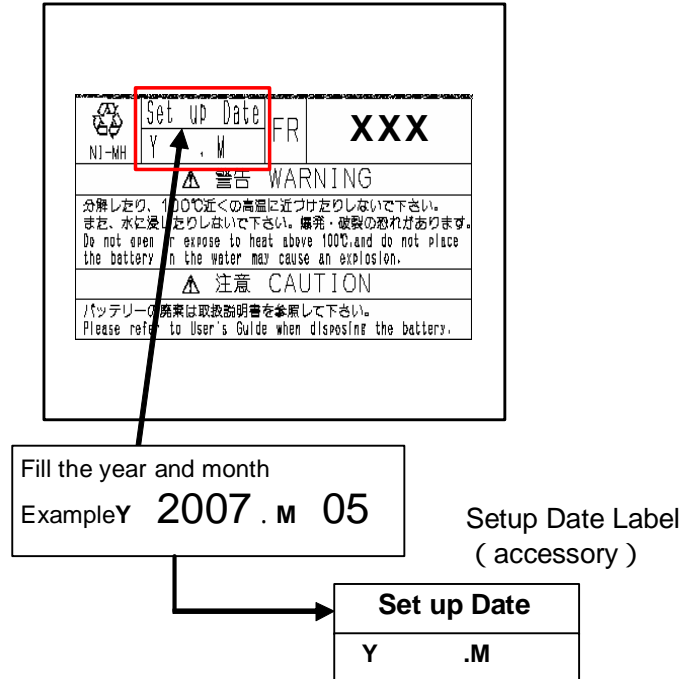 Set up Date
NI-MH
Y . M
FR
XXX
⚠ 警告 WARNING
分解したり、100℃近くの高温に近づけたりしないで下さい。
また、水に浸したりしないで下さい。爆発・破裂の恐れがあります。
Do not open or expose to heat above 100℃.and do not place
the battery in the water may cause an explosion.
⚠ 注意 CAUTION
バッテリーの廃棄は取扱説明書を参照して下さい。
Please refer to User's Guide when disposing the battery.
Fill the year and month
ExampleY 2007 . M 05
Setup Date Label
( accessory )
Set up Date
Y .M